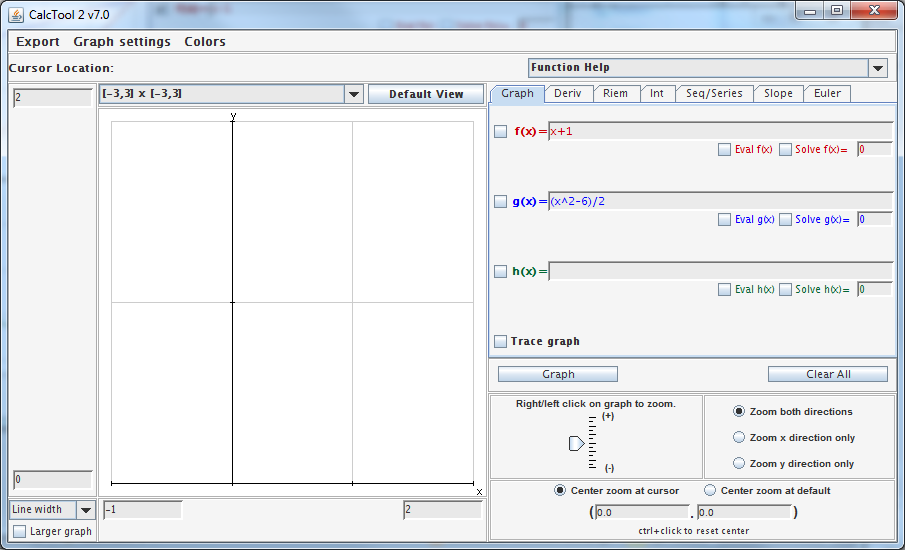 CalcTool 2 v7.0
Export Graph settings Colors
Cursor Location:
Function Help
2
[-3,3] x [-3,3]
Default View
Graph Deriv Riem Int Seq/Series Slope Euler
y
f(x)= x+1
Eval f(x) Solve f(x)= 0
g(x)= (x^2-6)/2
Eval g(x) Solve g(x)= 0
h(x)=
Eval h(x) Solve h(x)= 0
Trace graph
Graph Clear All
Right/left click on graph to zoom.
(+)
(-)
Zoom both directions
Zoom x direction only
Zoom y direction only
0
x
Line width
-1
2
Larger graph
Center zoom at cursor Center zoom at default
( 0.0 . 0.0 )
ctrl+click to reset center